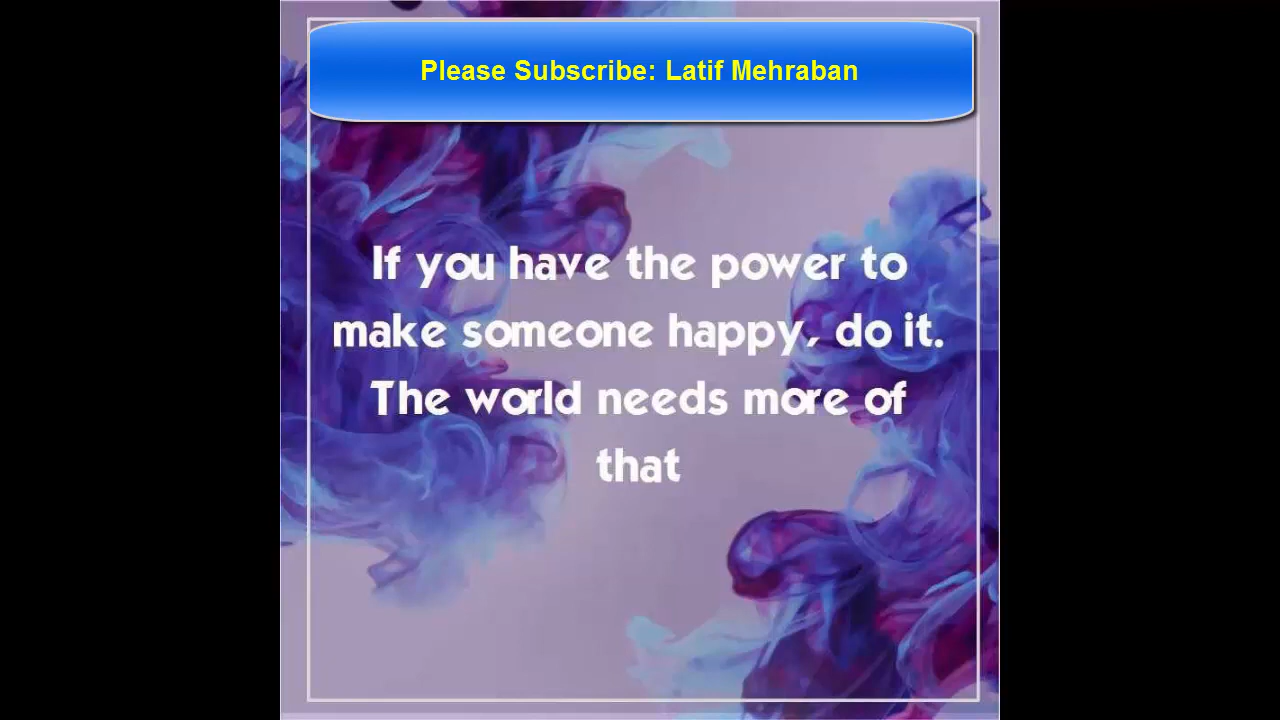 Please Subscribe: Latif Mehraban
If you have the power to
make someone happy, do it.
The world needs more of
that